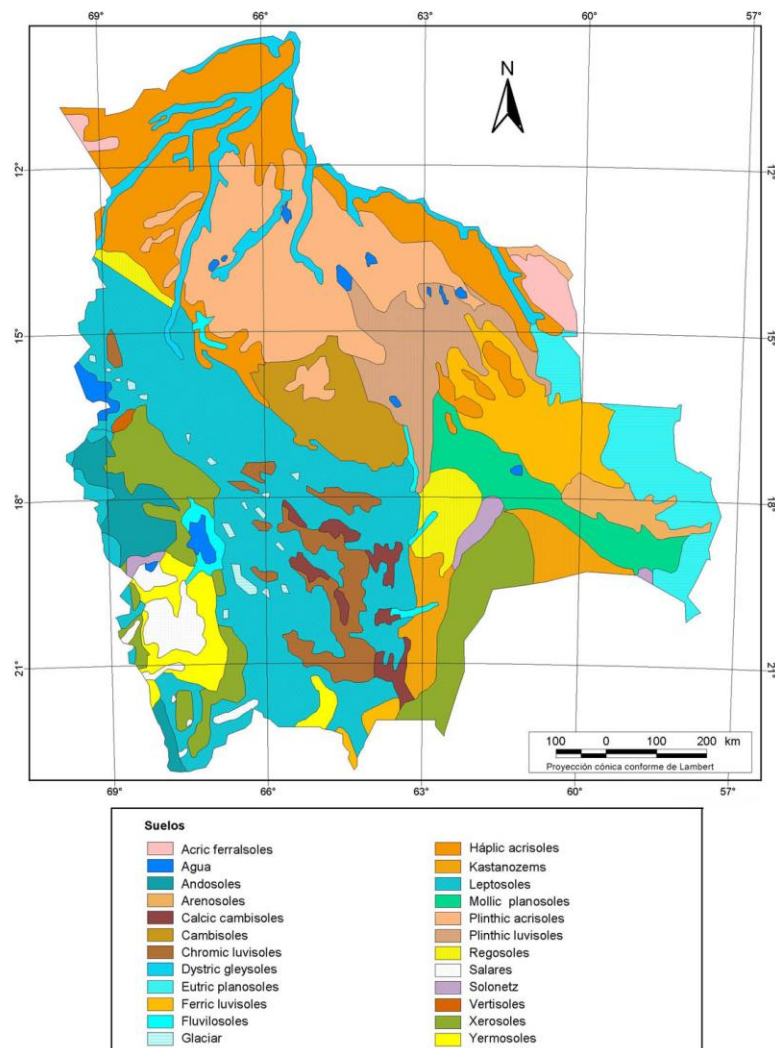 69° 66° 63° 60° 57°
N
12° 12°
15° 15°
18° 18°
21° 21°
100 0 100 200 km
Proyección cónica conforme de Lambert
69° 66° 63° 60° 57°
Suelos
Acric ferralsoles
Agua
Andosoles
Arenosoles
Calcic cambisoles
Cambisoles
Chromic luvisoles
Dystric gleysoles
Eutric planosoles
Ferric luvisoles
Fluvilosoles
Glaciar
Háplic acrisoles
Kastanozems
Leptosoles
Mollic planosoles
Plinthic acrisoles
Plinthic luvisoles
Regosoles
Salares
Solonetz
Vertisoles
Xerosoles
Yermosoles